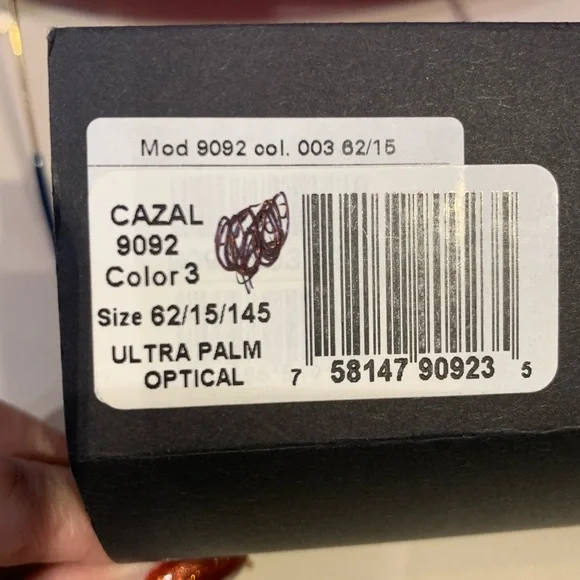 Mod 9092 col. 003 62/15
CAZAL
9092
Color 3
Size 62/15/145
ULTRA PALM
OPTICAL
7 58147 90923 5